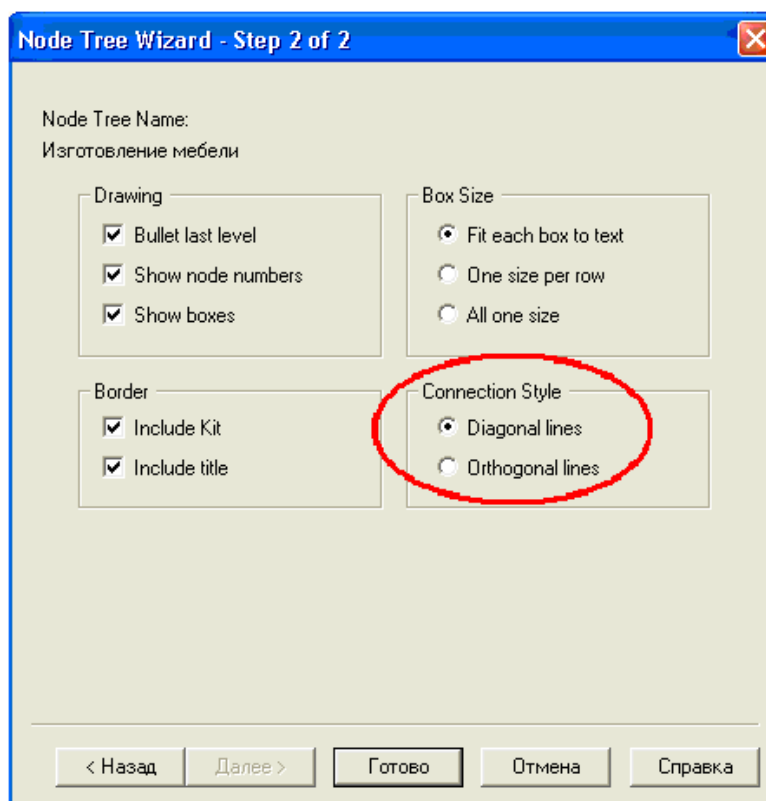 Node Tree Wizard - Step 2 of 2
Node Tree Name:
Изготовление мебели
Drawing
Bullet last level
Show node numbers
Show boxes
Box Size
Fit each box to text
One size per row
All one size
Border
Include Kit
Include title
Connection Style
Diagonal lines
Orthogonal lines
< Назад
Далее >
Готово
Отмена
Справка